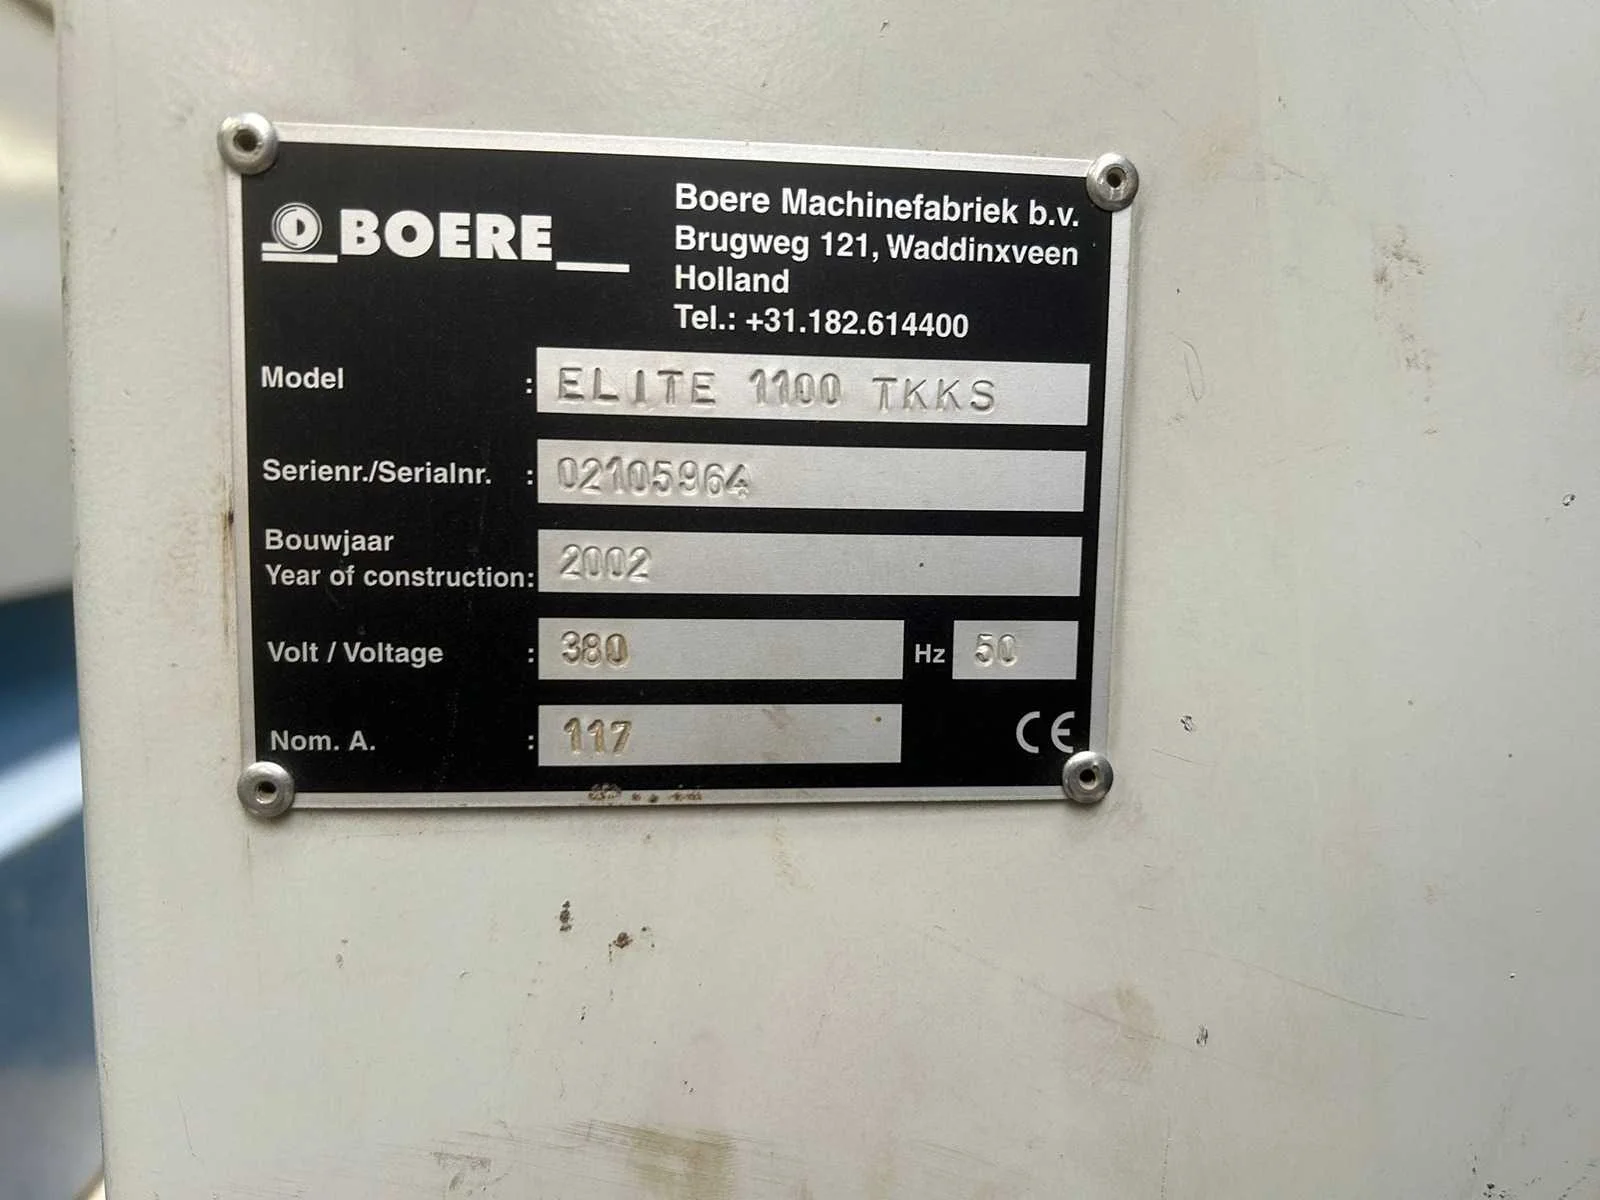 BOERE
Boere Machinefabriek b.v.
Brugweg 121, Waddinxveen
Holland
Tel.: +31.182.614400
Model : ELITE 1100 TKKS
Serienr./Serialnr. : 02105964
Bouwjaar
Year of construction: 2002
Volt / Voltage : 380 Hz 50
Nom. A. : 117
CE